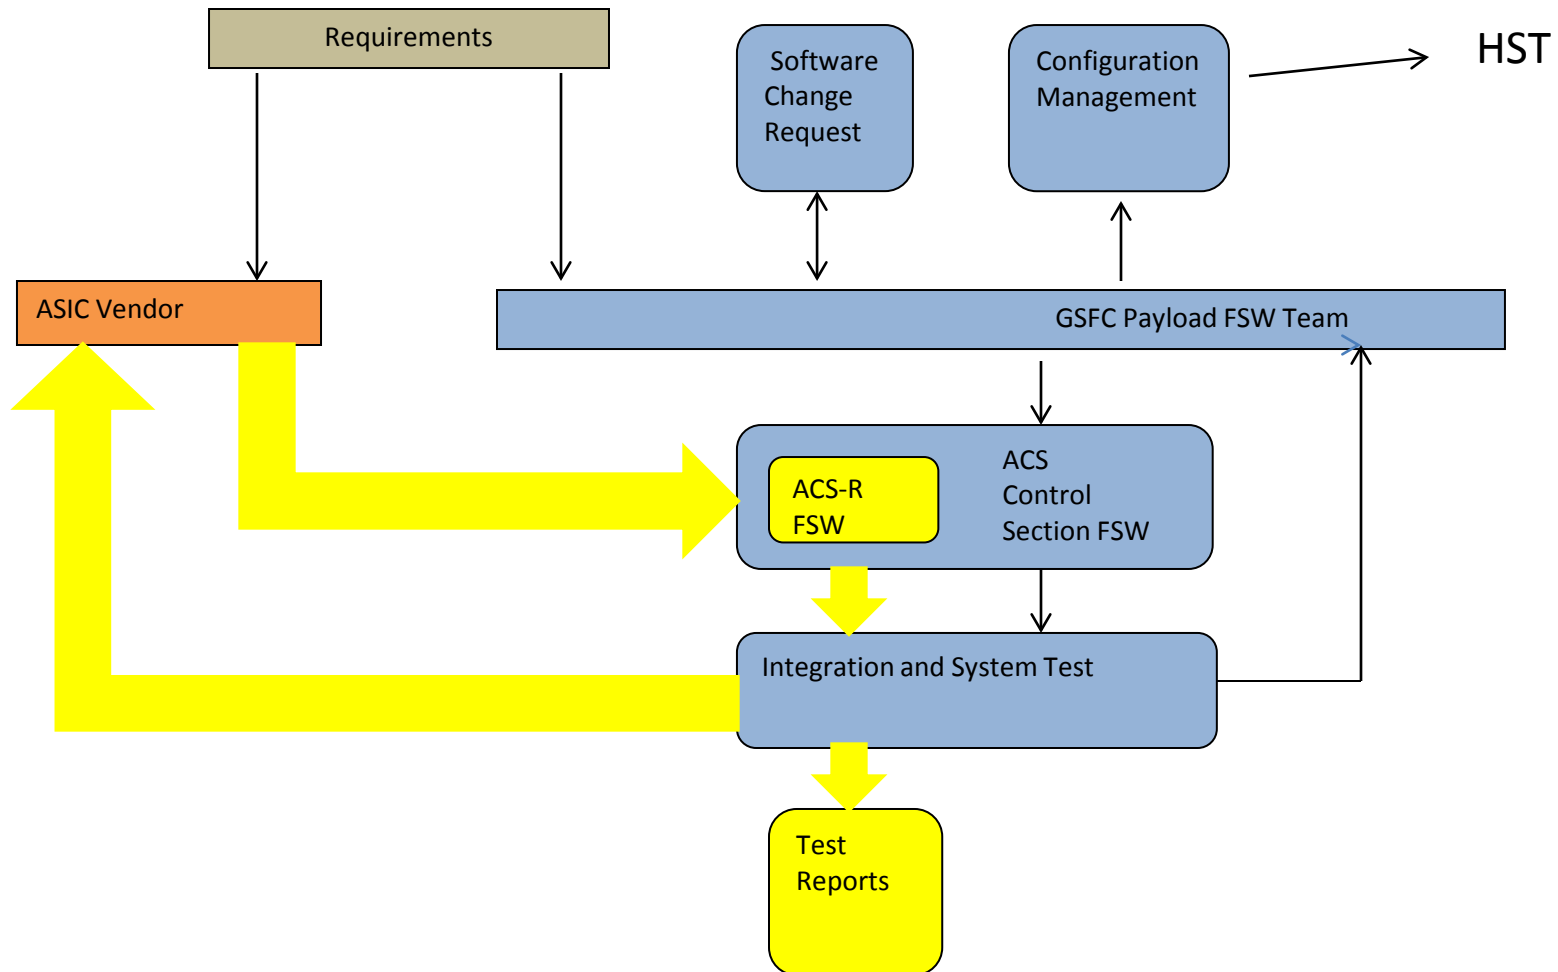 Requirements
Software
Change
Request
Configuration
Management
HST
ASIC Vendor
GSFC Payload FSW Team
ACS-R
FSW
ACS
Control
Section FSW
Integration and System Test
Test
Reports